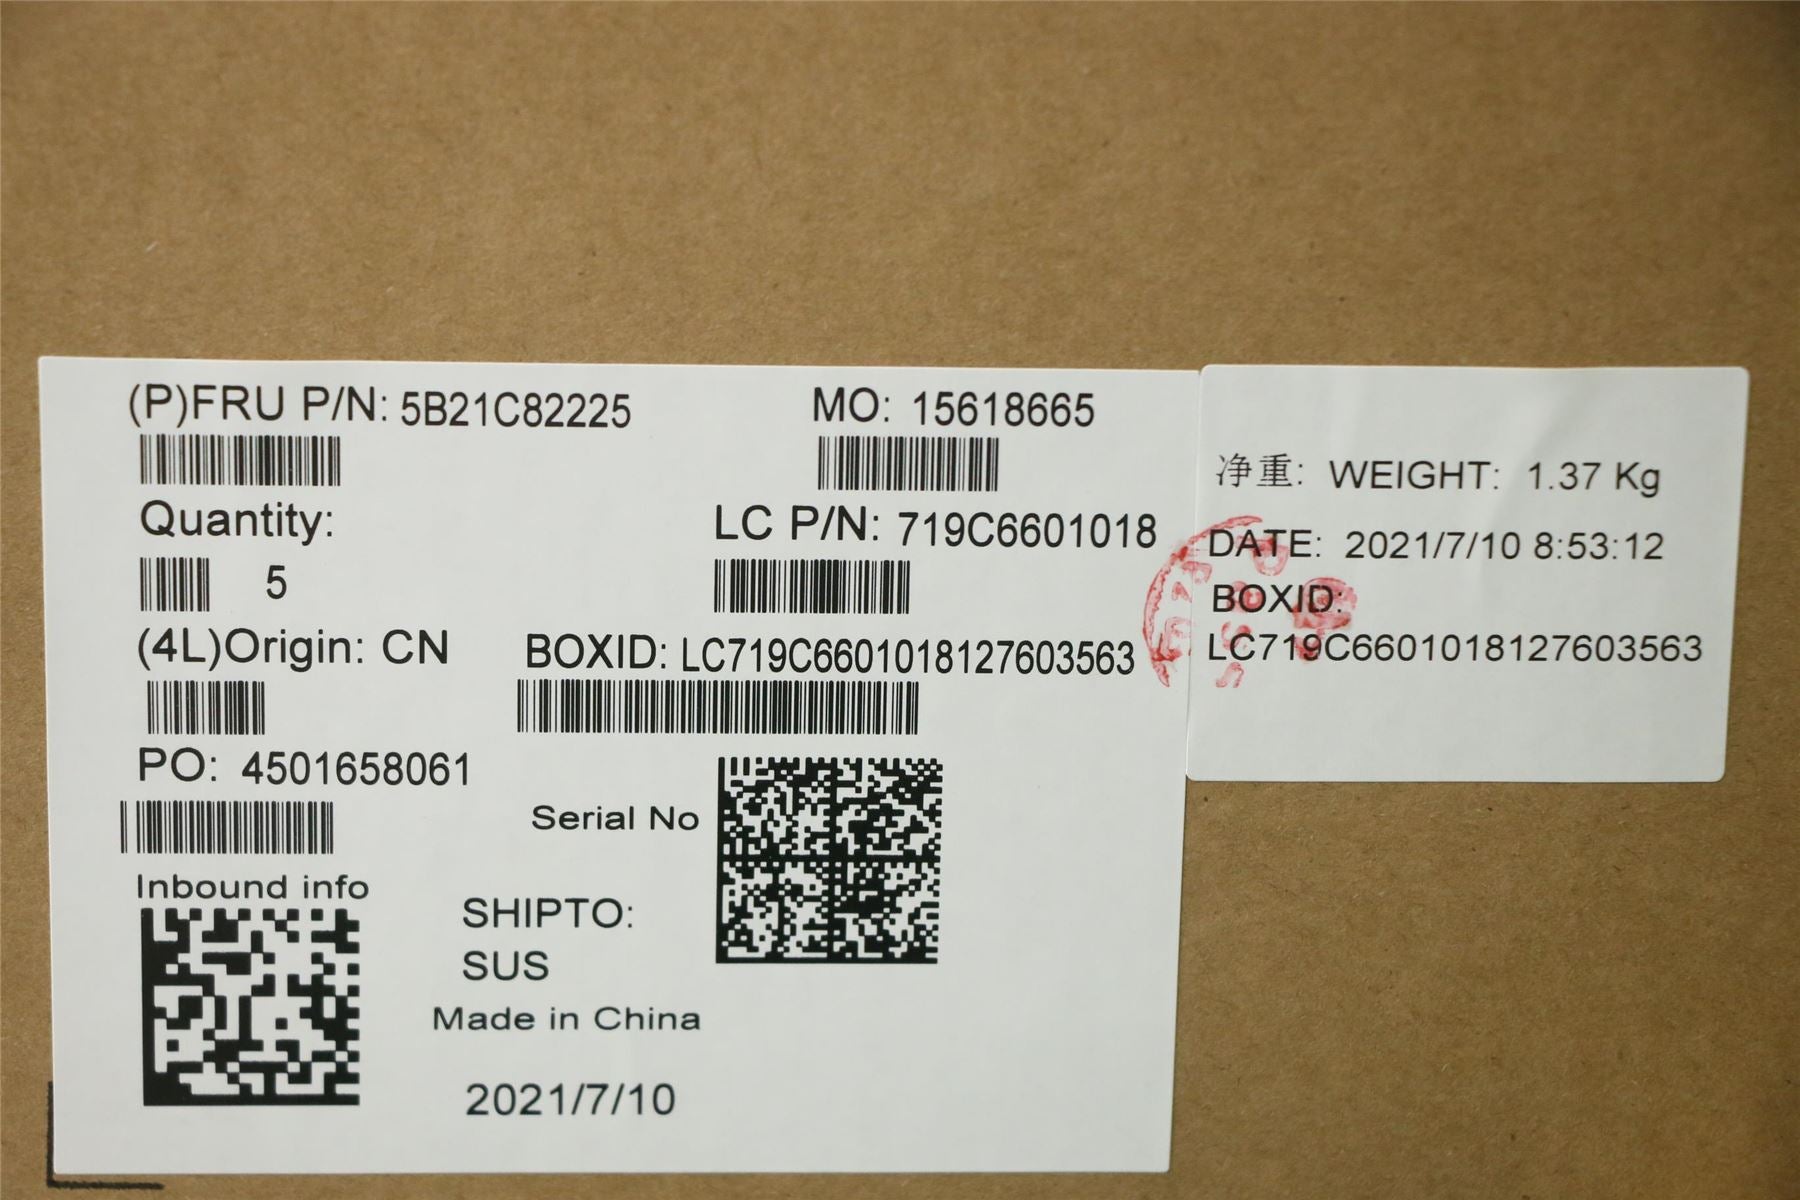 (P)FRU P/N: 5B21C82225
MO: 15618665
Quantity:
5
LC P/N: 719C6601018
(4L)Origin: CN
BOXID: LC719C6601018127603563
PO: 4501658061
Serial No
Inbound info
SHIPTO:
SUS
Made in China
2021/7/10
净重: WEIGHT: 1.37 Kg
DATE: 2021/7/10 8:53:12
BOXID:
LC719C6601018127603563